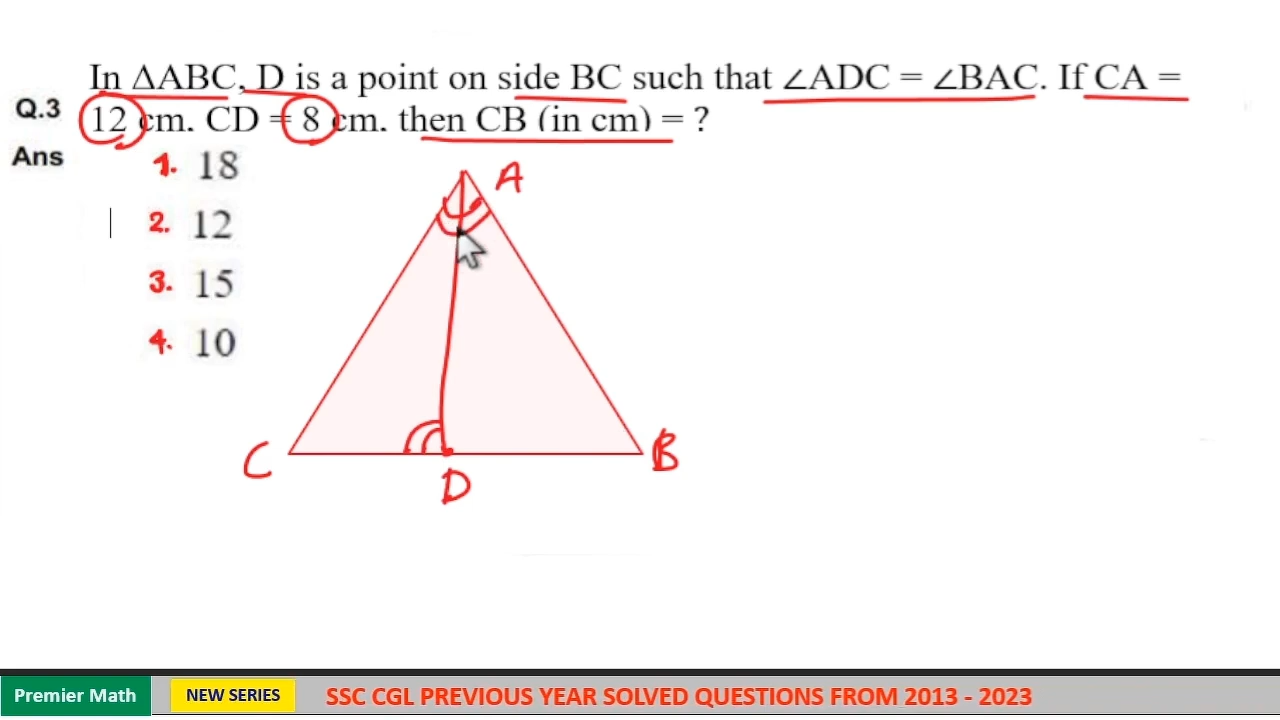 In ΔABC, D is a point on side BC such that ∠ADC = ∠BAC. If CA =
Q.3
12 cm. CD = 8 cm. then CB (in cm) = ?
Ans
1. 18
2. 12
3. 15
4. 10
A
C
B
D
Premier Math
NEW SERIES
SSC CGL PREVIOUS YEAR SOLVED QUESTIONS FROM 2013 - 2023